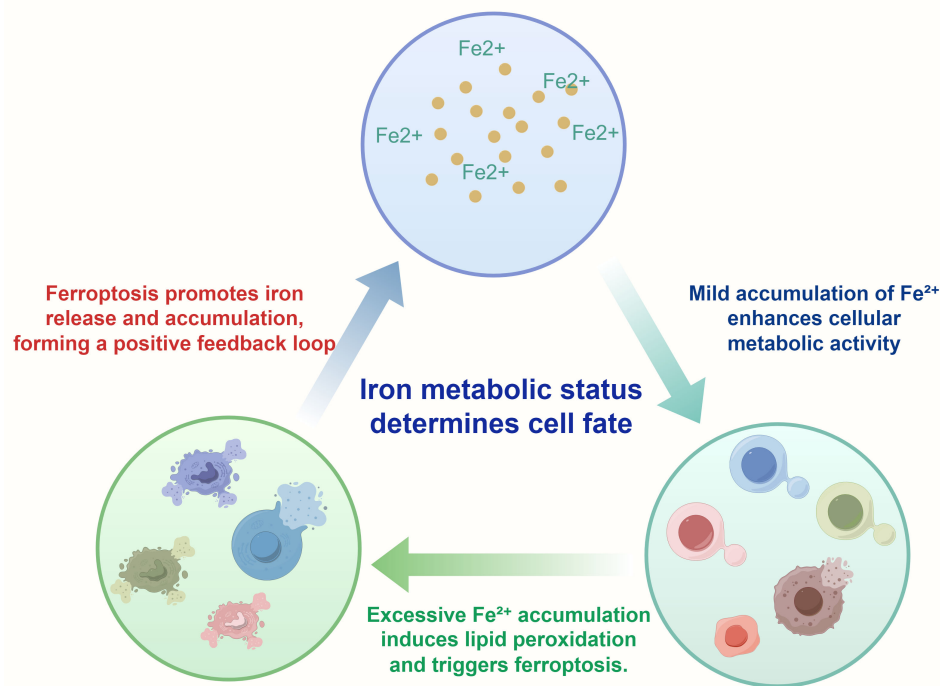 Fe2+
Fe2+
Fe2+
Fe2+
Fe2+
Ferroptosis promotes iron
release and accumulation,
forming a positive feedback loop
Mild accumulation of Fe²⁺
enhances cellular
metabolic activity
Iron metabolic status
determines cell fate
Excessive Fe²⁺ accumulation
induces lipid peroxidation
and triggers ferroptosis.